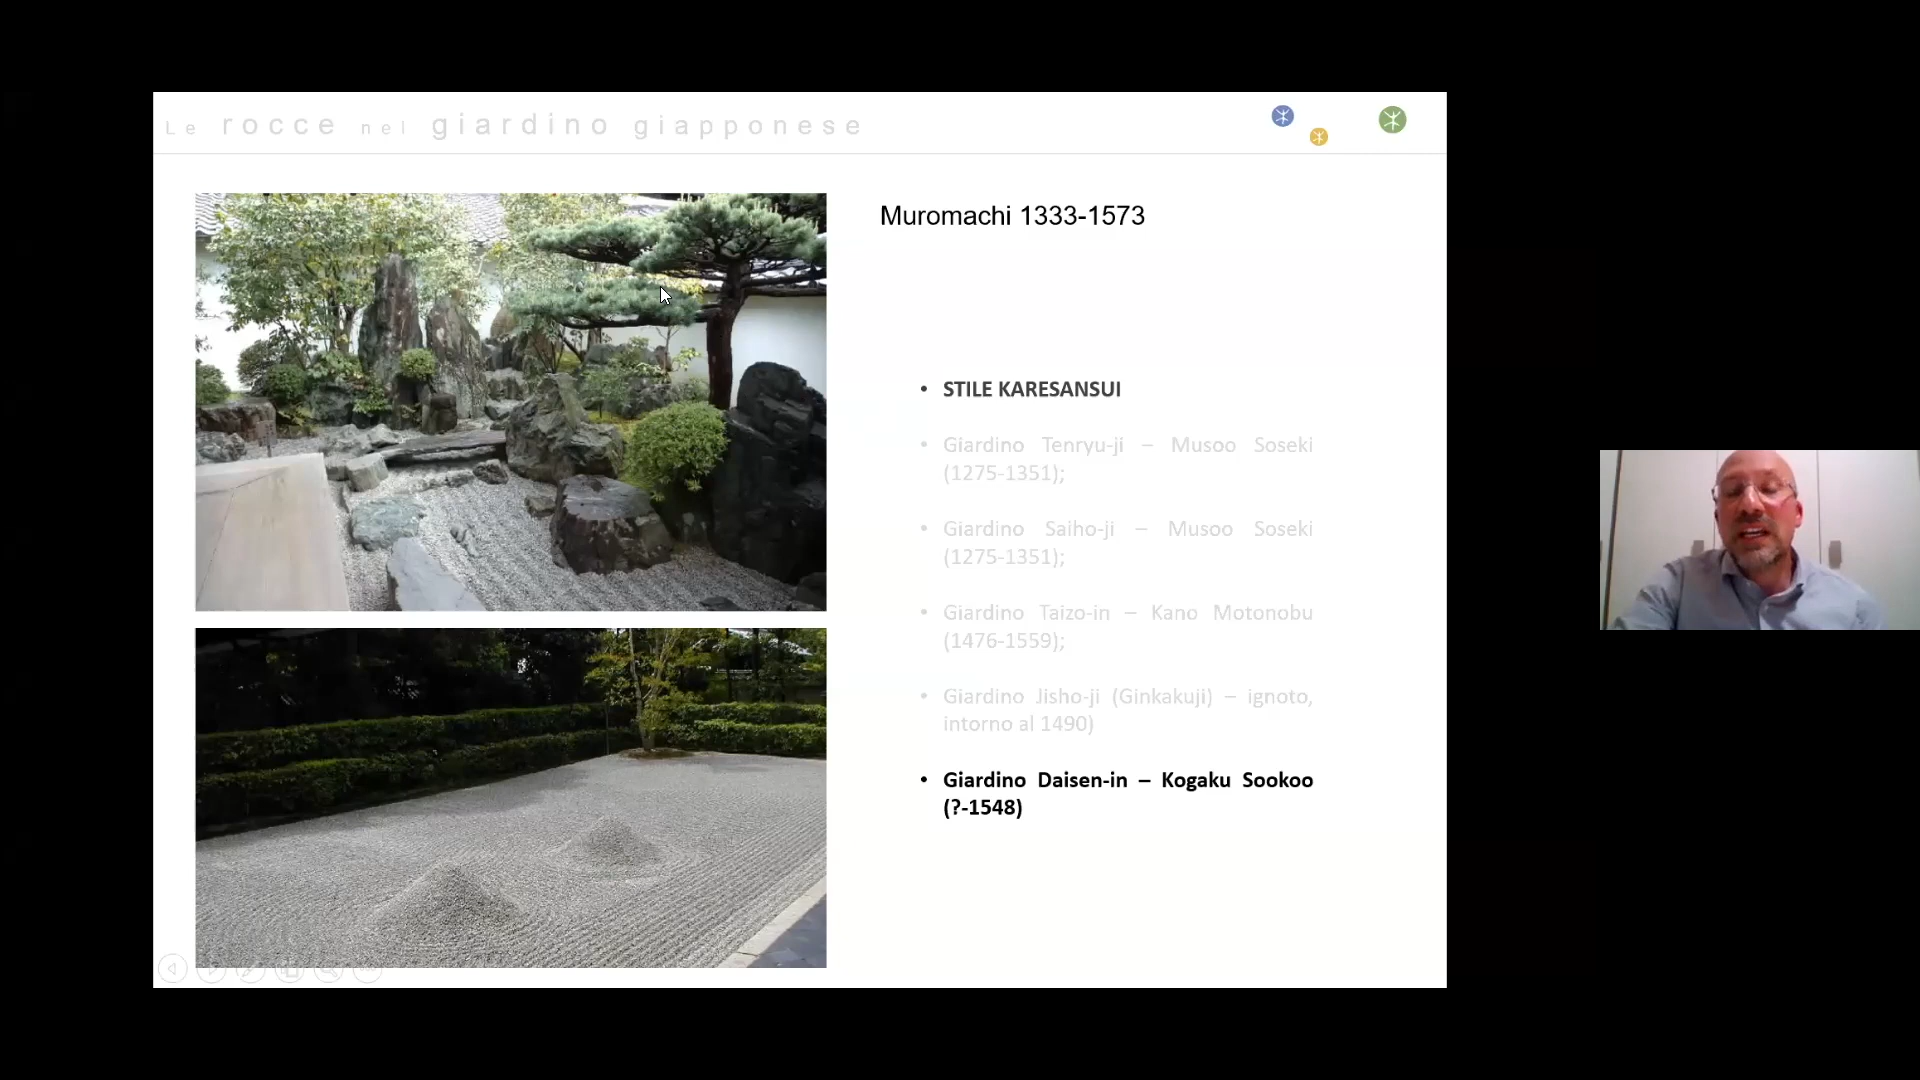 Le rocce nel giardino giapponese
Muromachi 1333-1573
• STILE KARESANSUI
• Giardino Tenryu-ji – Musoo Soseki
(1275-1351);
• Giardino Saiho-ji – Musoo Soseki
(1275-1351);
• Giardino Taizo-in – Kano Motonobu
(1476-1559);
• Giardino Jisho-ji (Ginkakuji) – ignoto,
intorno al 1490)
• Giardino Daisen-in – Kogaku Sookoo
(?-1548)